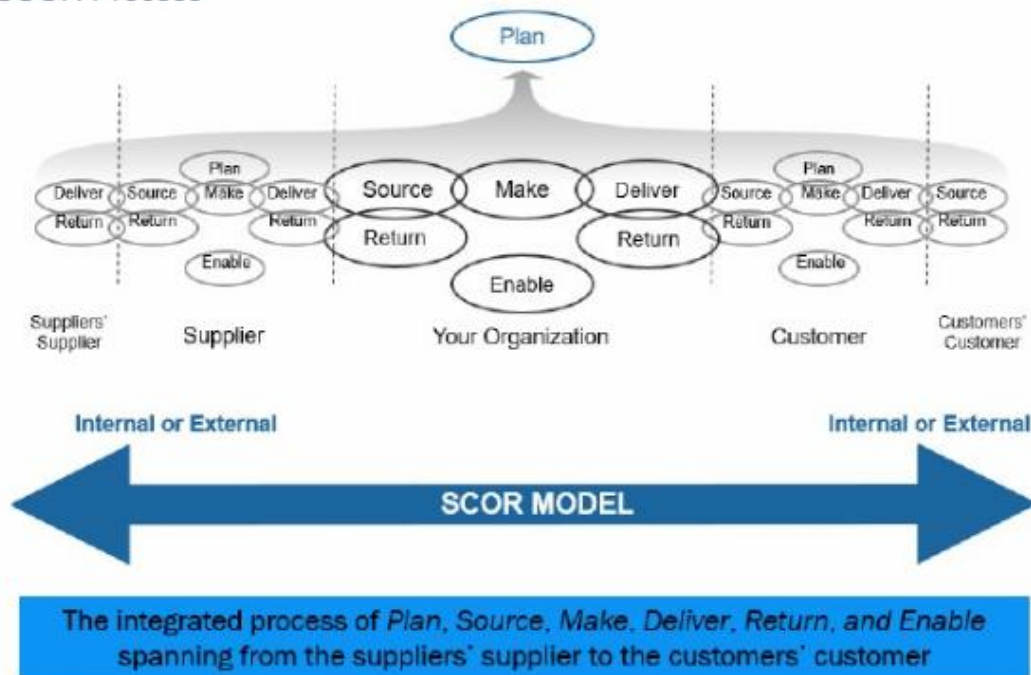 Plan
Plan
Plan
Deliver Source Make Deliver Source Make Deliver Source Make Deliver Source
Return Return Return Return Return Return Return Return
Enable Enable
Enable
Suppliers'
Supplier
Supplier
Your Organization
Customer
Customers'
Customer
Internal or External Internal or External
SCOR MODEL
The integrated process of Plan, Source, Make, Deliver, Return, and Enable
spanning from the suppliers' supplier to the customers' customer